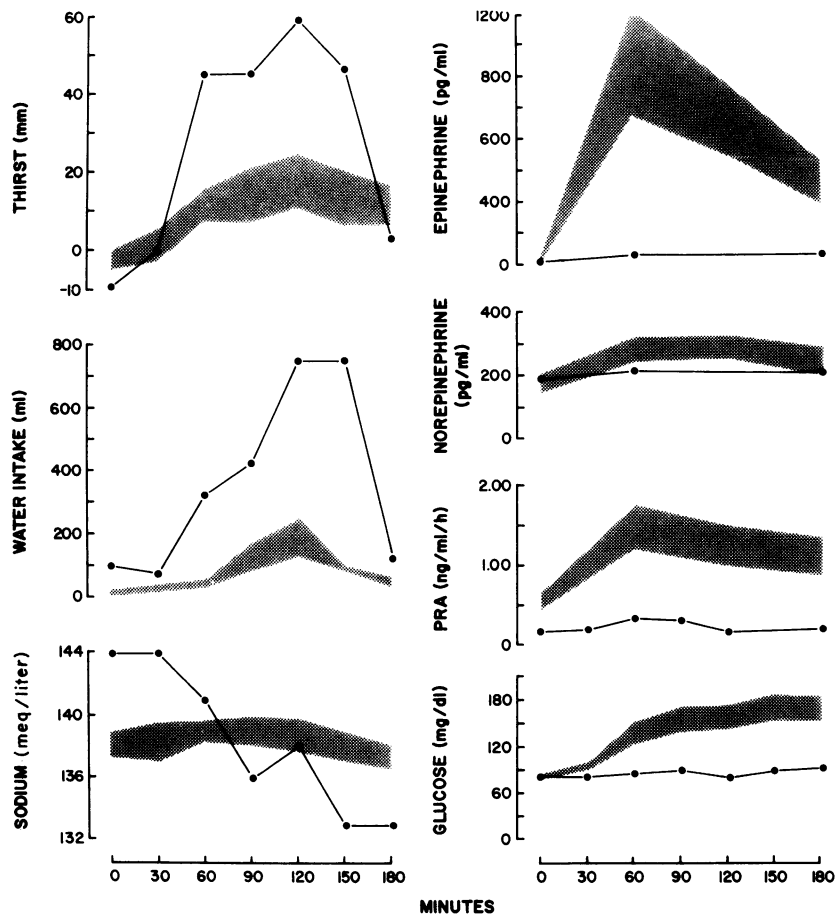 THIRST (mm)
60
40
20
0
-10
EPINEPHRINE (pg/ml)
1200
800
600
400
0
WATER INTAKE (ml)
800
600
400
200
0
NOREPINEPHRINE
(pg/ml)
400
200
0
PRA (ng/ml/h)
2.00
1.00
0
SODIUM (meq/liter)
144
140
136
132
GLUCOSE (mg/dl)
180
120
60
0
0 30 60 90 120 150 180
0 30 60 90 120 150 180
MINUTES